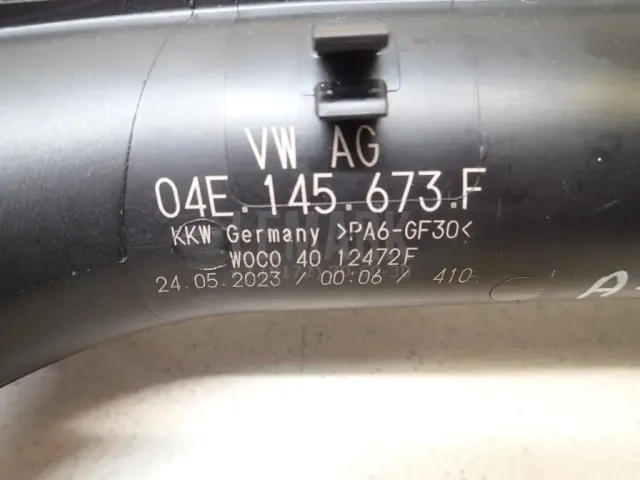 VW AG
04E.145.673.F
KKW Germany >PA6-GF30<
WOCO 40 12472F
24.05.2023 / 00:06 / 410